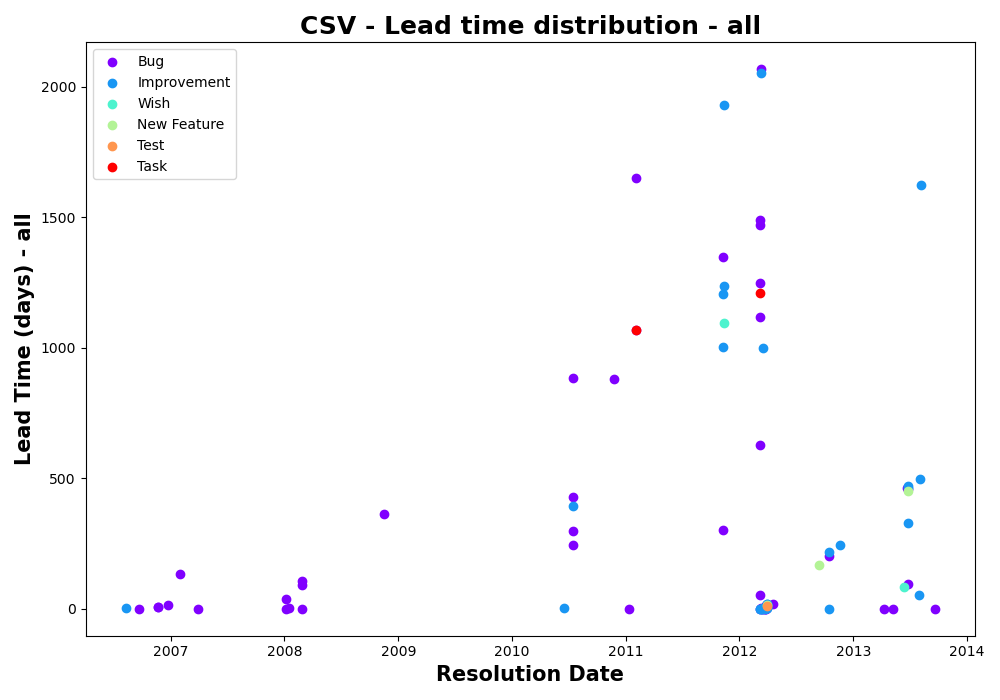 CSV - Lead time distribution - all
Bug
Improvement
Wish
New Feature
Test
Task
Lead Time (days) - all
2000
1500
1000
500
0
2007 2008 2009 2010 2011 2012 2013 2014
Resolution Date